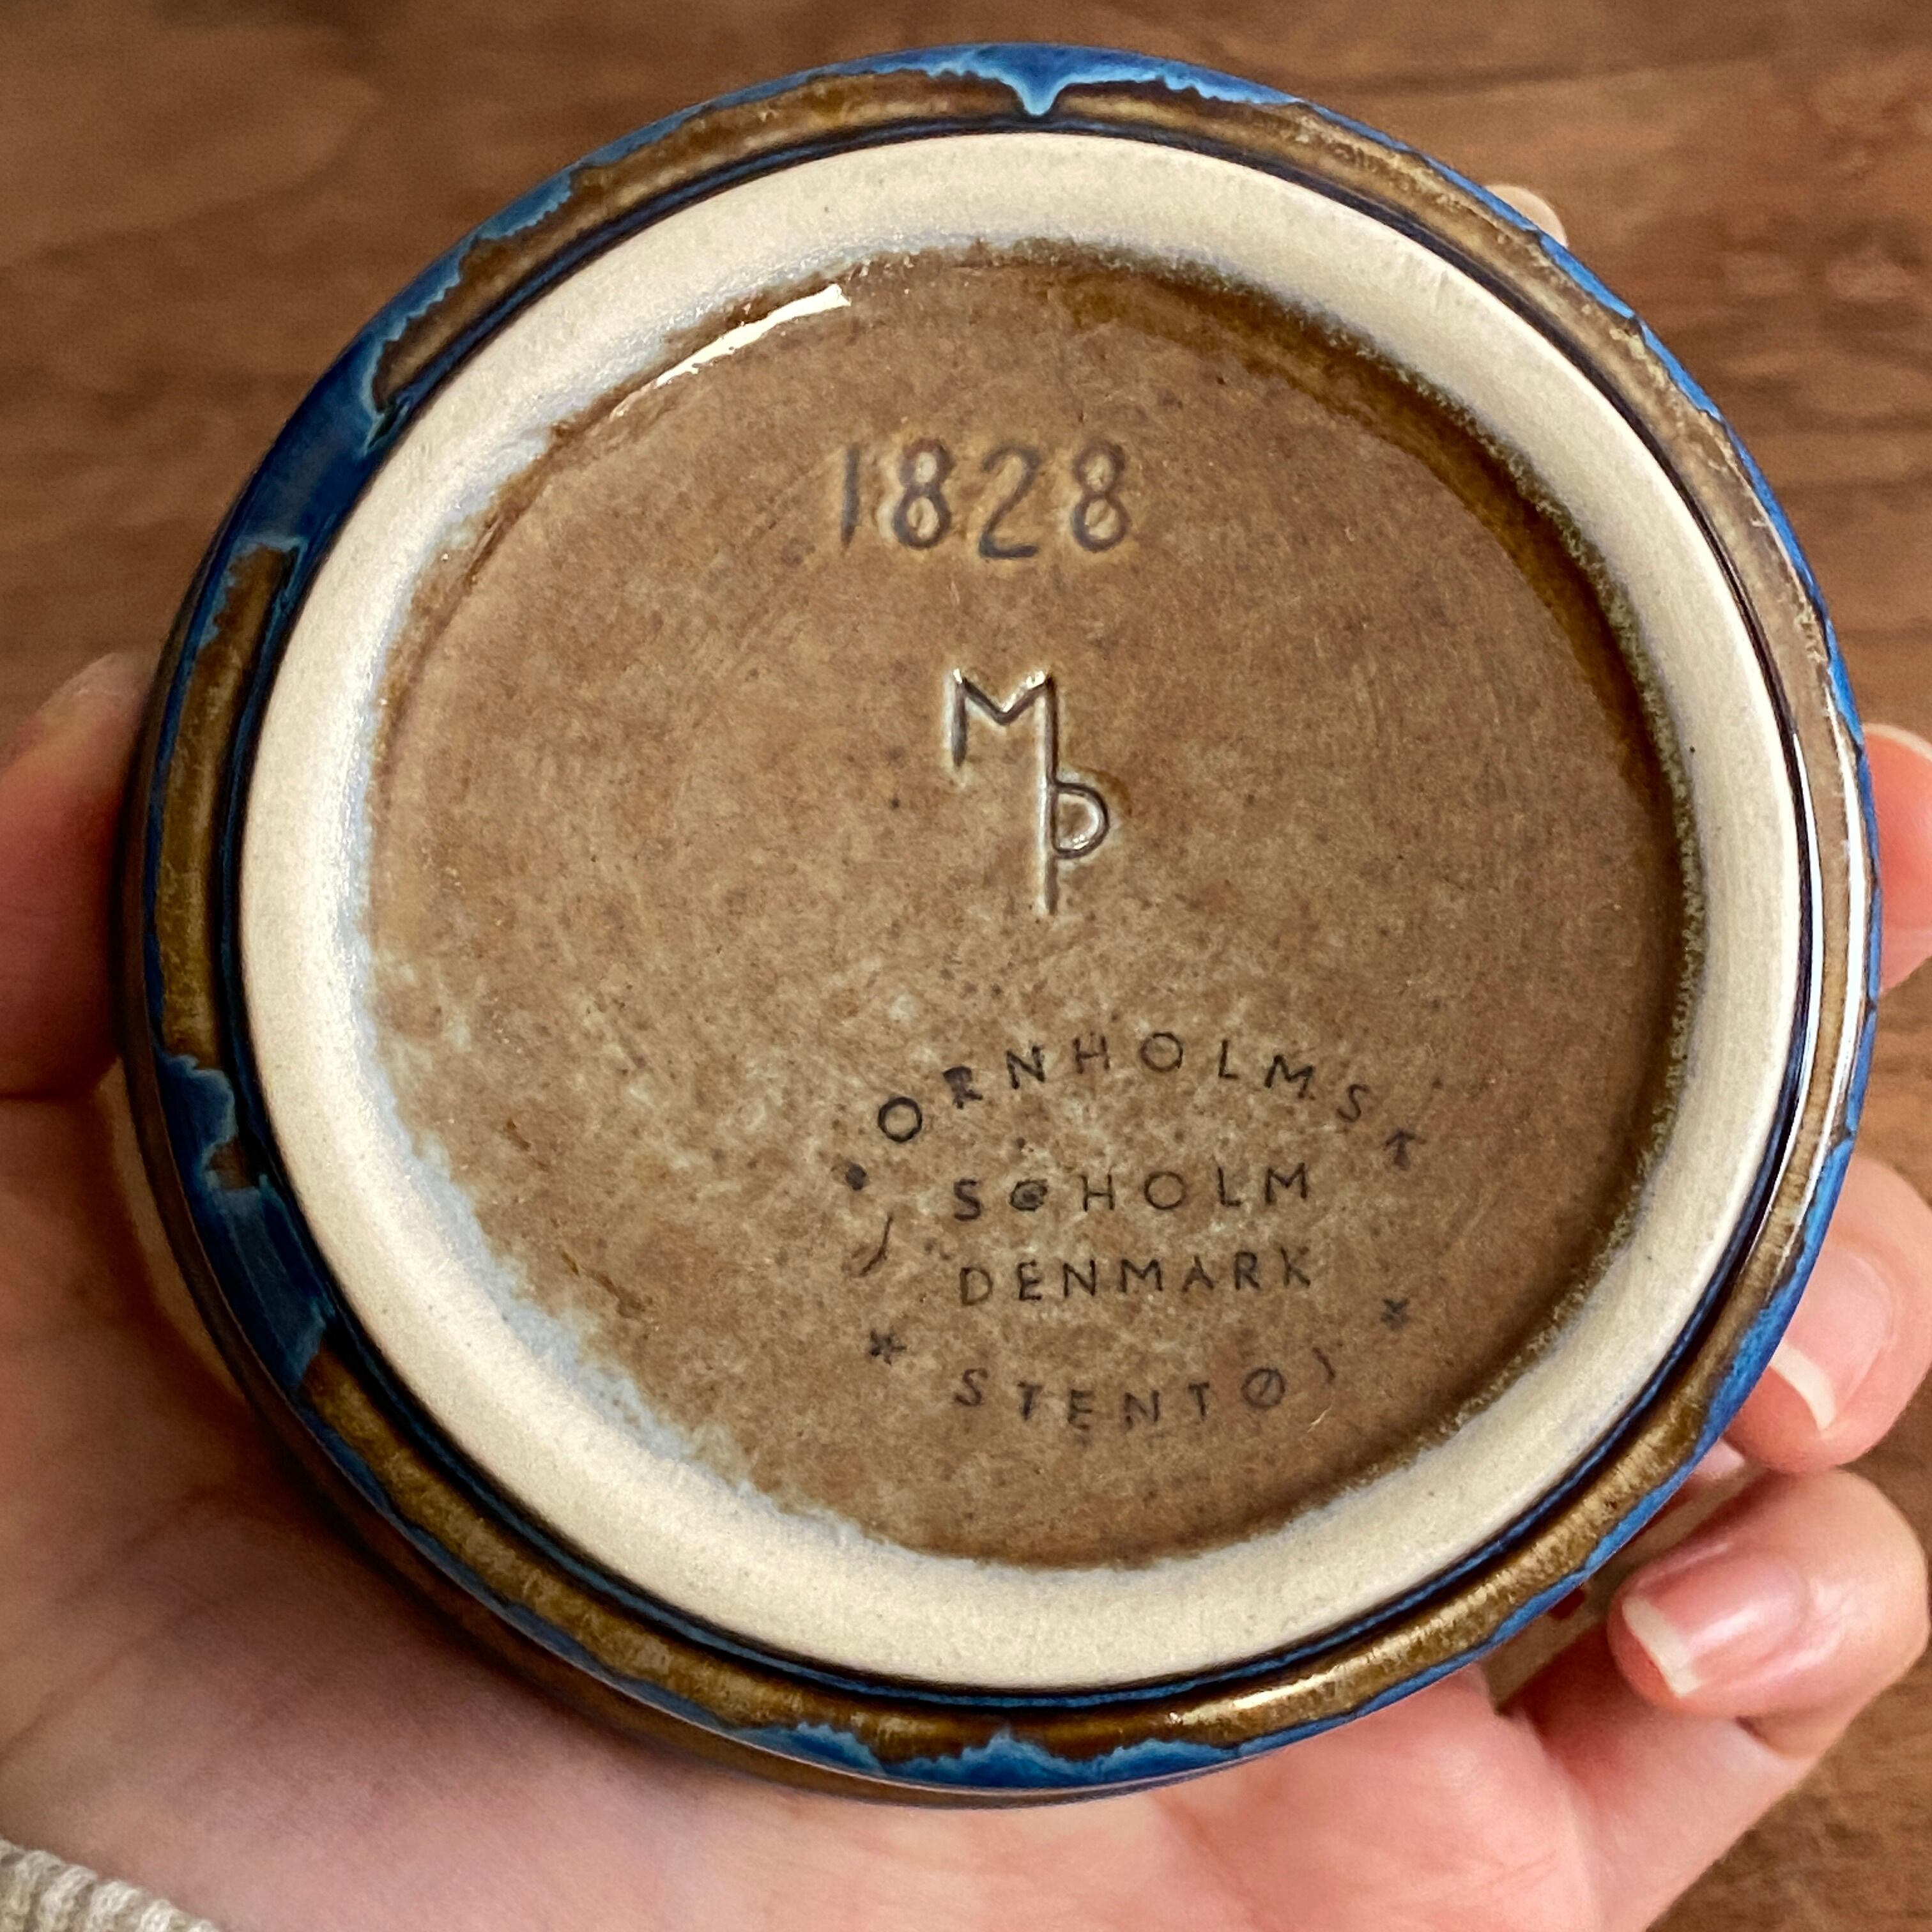 1828
MP
ORNHOLMSK
SØHOLM
DENMARK
* STENTØJ *